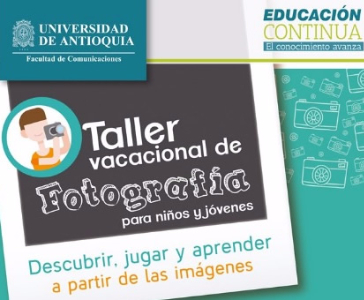 UNIVERSIDAD
DE ANTIOQUIA
Facultad de Comunicaciones
EDUCACIÓN
CONTINUA
El conocimiento avanza
Taller
vacacional de
Fotografía
para niños y jóvenes
Descubrir, jugar y aprender
a partir de las imágenes